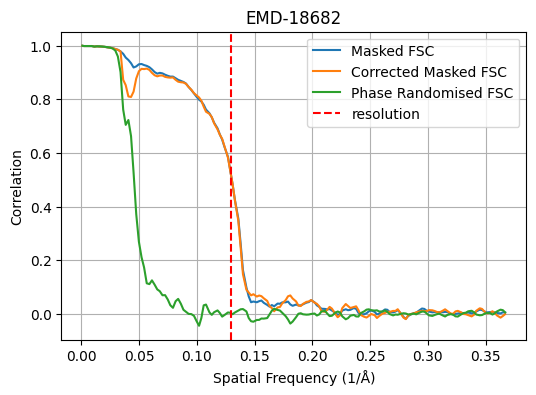 EMD-18682
Masked FSC
Corrected Masked FSC
Phase Randomised FSC
resolution
Correlation
1.0
0.8
0.6
0.4
0.2
0.0
0.00 0.05 0.10 0.15 0.20 0.25 0.30 0.35
Spatial Frequency (1/Å)